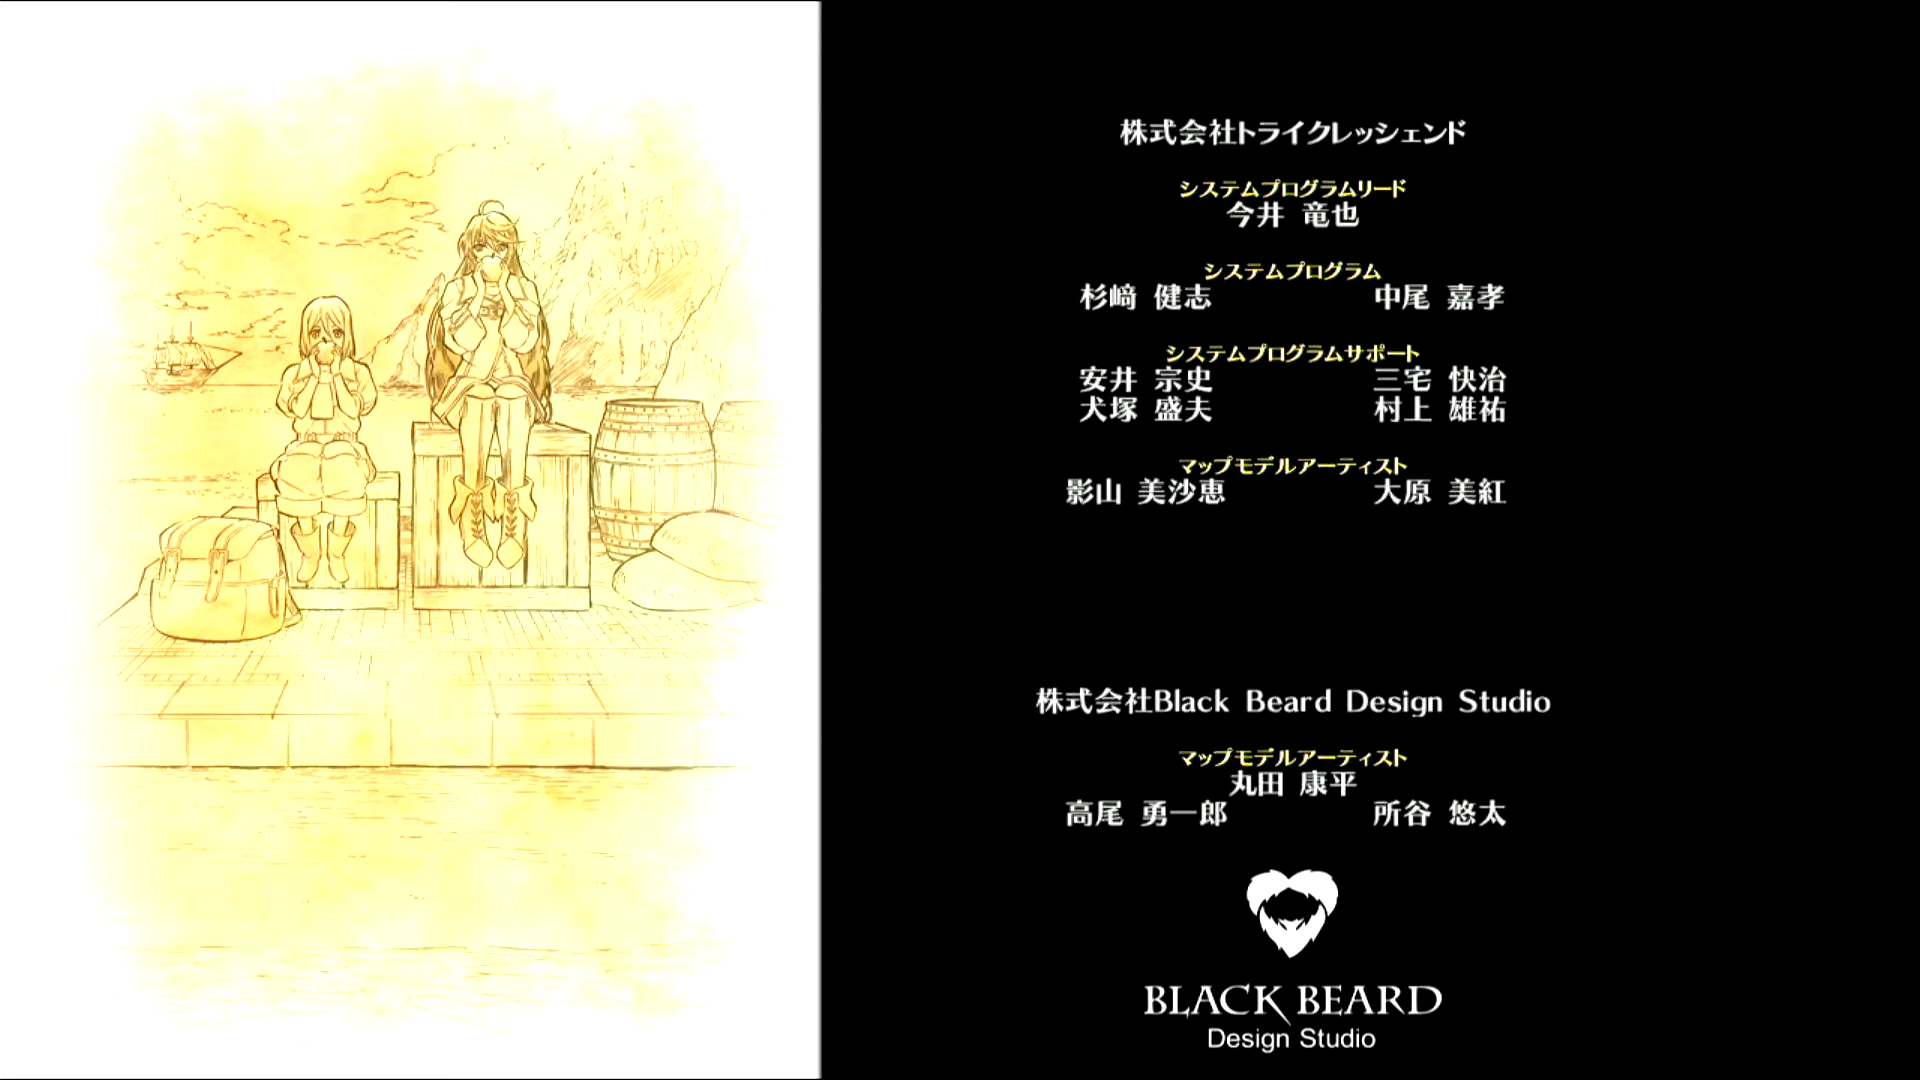 株式会社トライクレッシェンド
システムプログラムリード
今井 竜也
システムプログラム
杉﨑 健志 中尾 嘉孝
システムプログラムサポート
安井 宗史 三宅 快治
犬塚 盛夫 村上 雄祐
マップモデルアーティスト
影山 美沙恵 大原 美紅
株式会社Black Beard Design Studio
マップモデルアーティスト
丸田 康平
高尾 勇一郎 所谷 悠太
BLACK BEARD
Design Studio